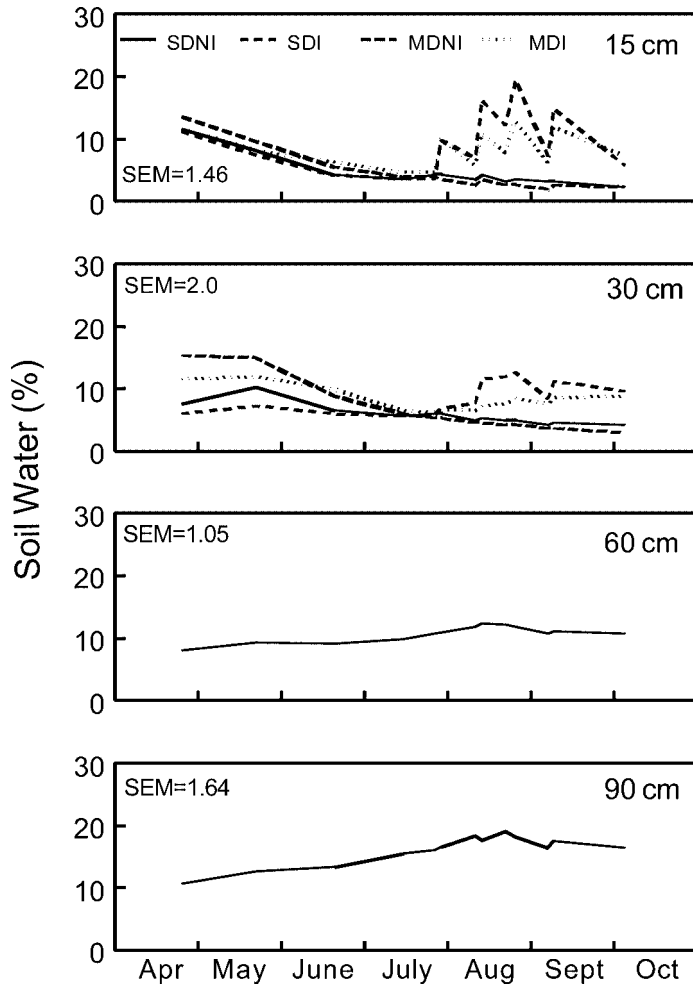 30
SDNI SDI MDNI MDI 15 cm
20
10
SEM=1.46
0
30
SEM=2.0 30 cm
20
10
0
Soil Water (%)
30
SEM=1.05 60 cm
20
10
0
30
SEM=1.64 90 cm
20
10
0
Apr May June July Aug Sept Oct